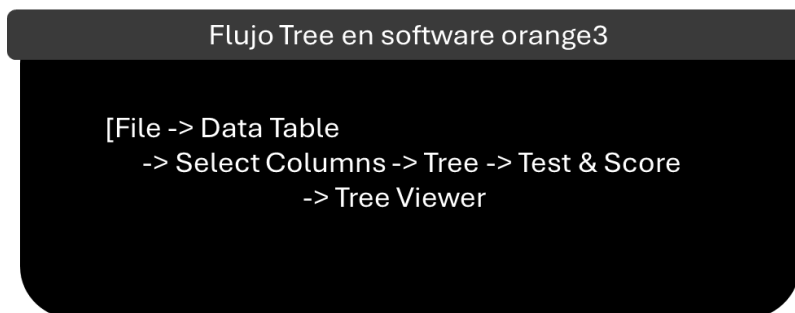 Flujo Tree en software orange3
[File -> Data Table
-> Select Columns -> Tree -> Test & Score
-> Tree Viewer